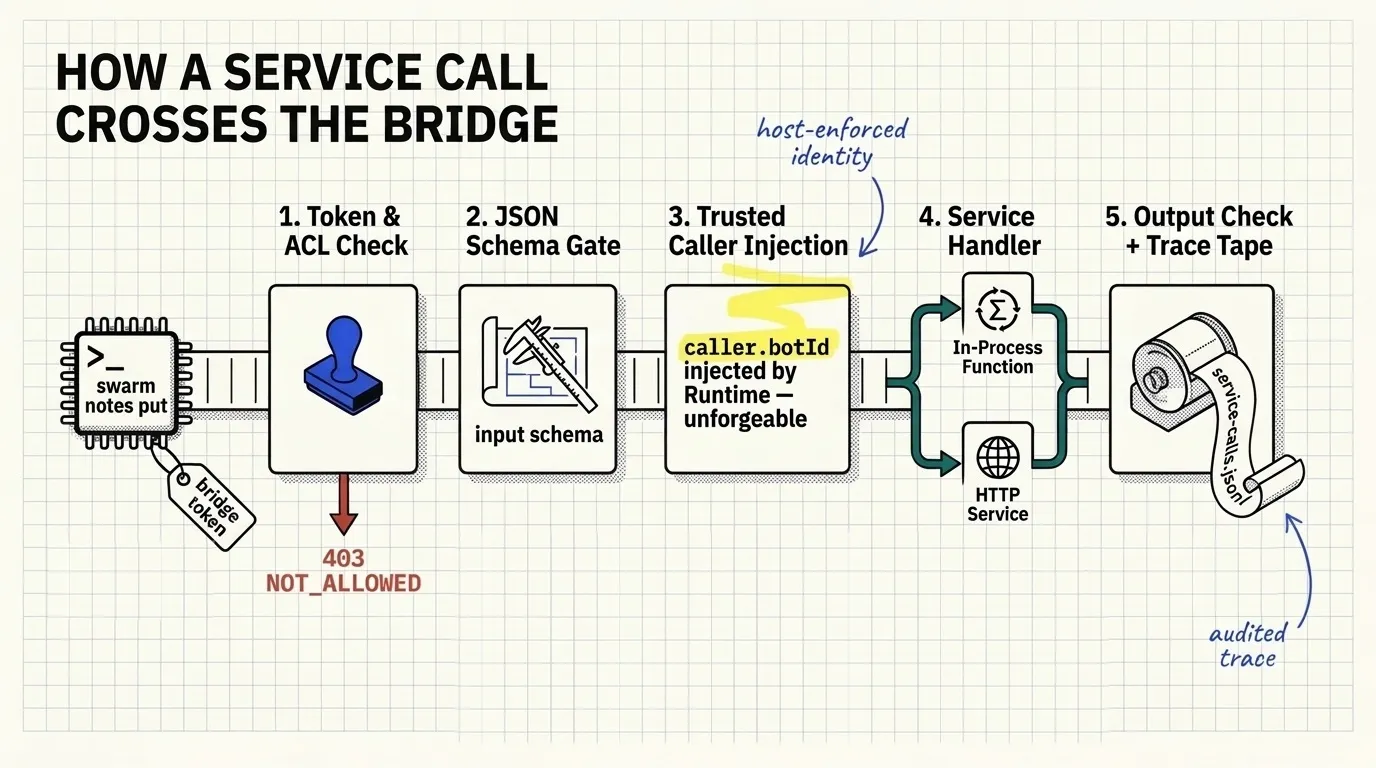 HOW A SERVICE CALL
CROSSES THE BRIDGE
host-enforced
identity
1. Token &
ACL Check
2. JSON
Schema Gate
3. Trusted
Caller Injection
4. Service
Handler
5. Output Check
+ Trace Tape
>_
swarm
notes put
bridge
token
403
NOT_ALLOWED
input schema
caller.botId
injected by
Runtime —
unforgeable
Σ
In-Process
Function
HTTP
Service
service-calls.jsonl
audited
trace